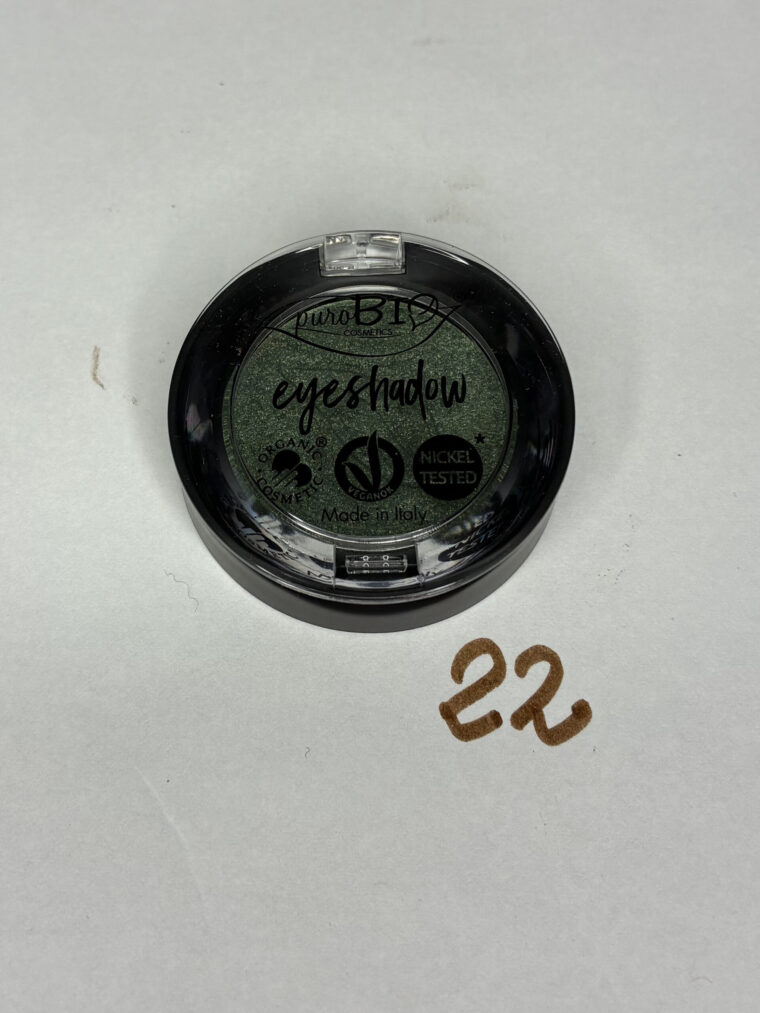 puroBIO
COSMETICS
eyeshadow
ORGANIC ®
COSMETIC
VEGANOK
NICKEL
TESTED*
Made in Italy
22